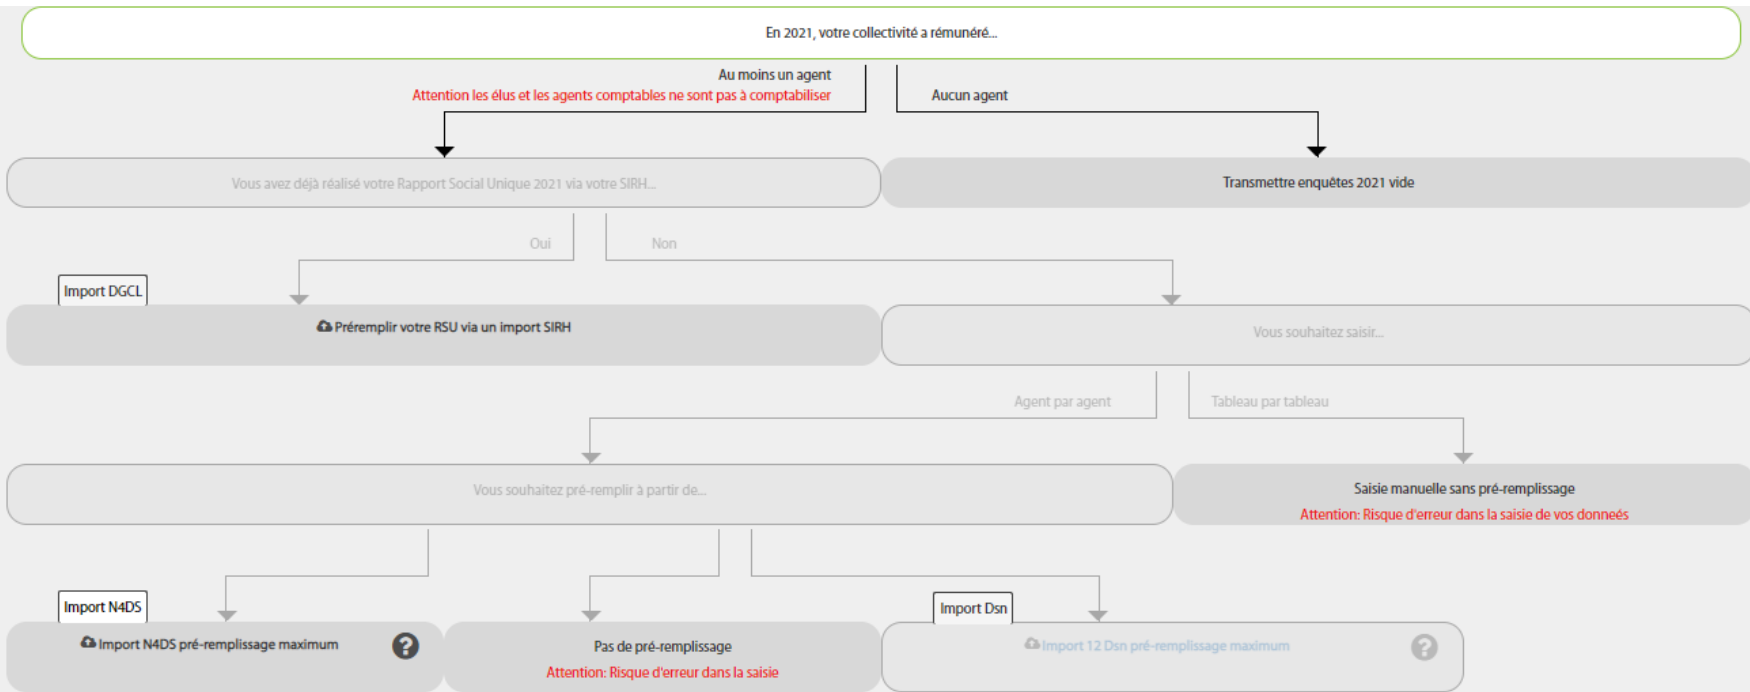 En 2021, votre collectivité a rémunéré...
Au moins un agent
Attention les élus et les agents comptables ne sont pas à comptabiliser
Aucun agent
Vous avez déjà réalisé votre Rapport Social Unique 2021 via votre SIRH...
Transmettre enquêtes 2021 vide
Oui
Non
Import DGCL
Préremplir votre RSU via un import SIRH
Vous souhaitez saisir...
Agent par agent
Tableau par tableau
Vous souhaitez pré-remplir à partir de...
Saisie manuelle sans pré-remplissage
Attention: Risque d'erreur dans la saisie de vos donneés
Import N4DS
Import N4DS pré-remplissage maximum
?
Pas de pré-remplissage
Attention: Risque d'erreur dans la saisie
Import Dsn
Import 12 Dsn pré-remplissage maximum
?